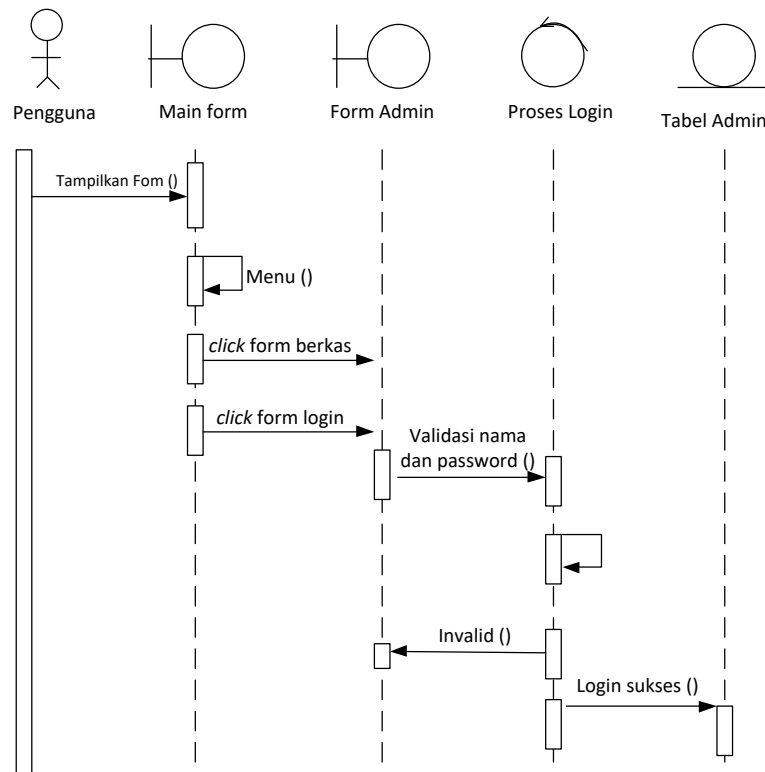 Pengguna
Main form
Form Admin
Proses Login
Tabel Admin
Tampilkan Fom ()
Menu ()
click form berkas
click form login
Validasi nama
dan password ()
Invalid ()
Login sukses ()